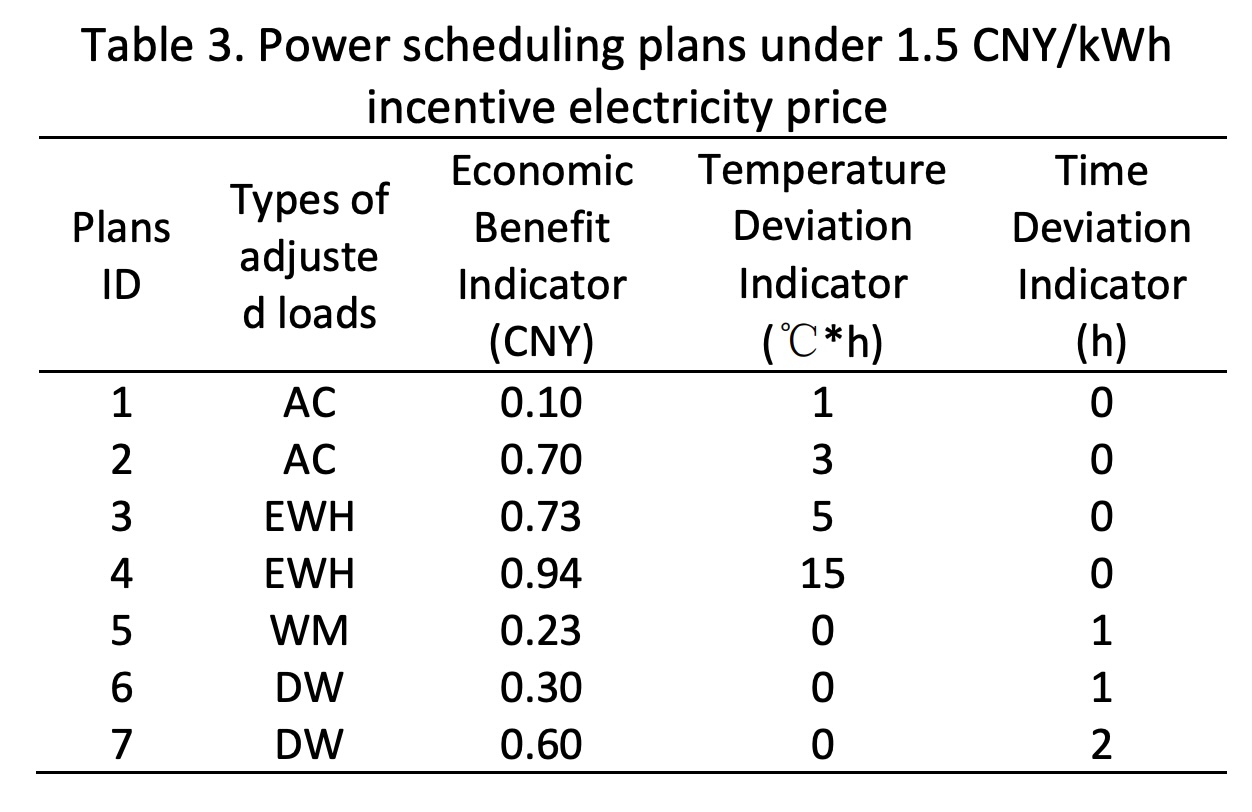 Table 3. Power scheduling plans under 1.5 CNY/kWh
incentive electricity price
Plans
ID
Types of
adjuste
d loads
Economic
Benefit
Indicator
(CNY)
Temperature
Deviation
Indicator
(℃*h)
Time
Deviation
Indicator
(h)
1 AC 0.10 1 0
2 AC 0.70 3 0
3 EWH 0.73 5 0
4 EWH 0.94 15 0
5 WM 0.23 0 1
6 DW 0.30 0 1
7 DW 0.60 0 2